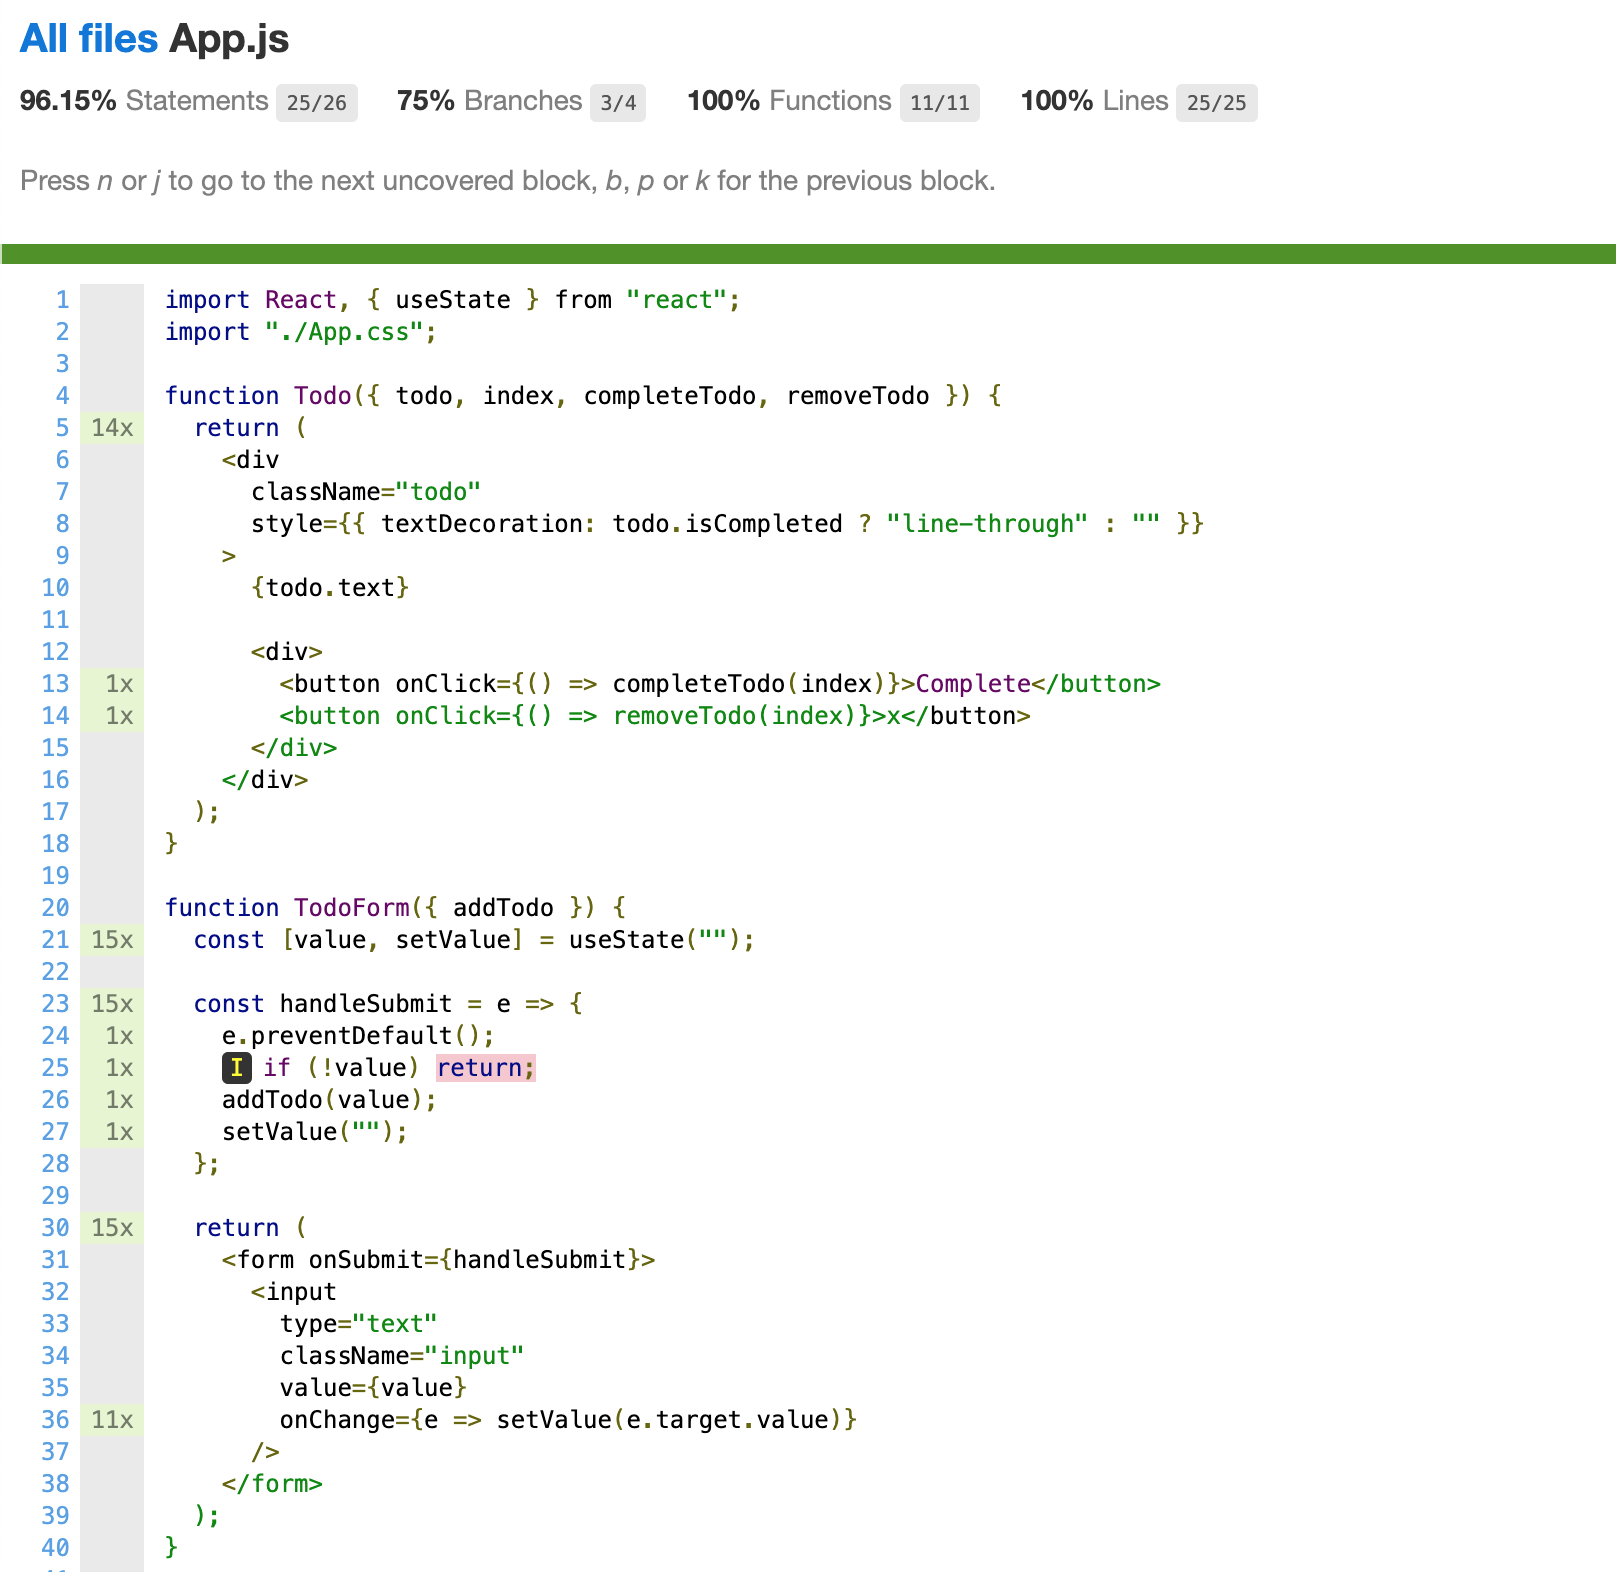 All files App.js
96.15% Statements 25/26 75% Branches 3/4 100% Functions 11/11 100% Lines 25/25
Press n or j to go to the next uncovered block, b, p or k for the previous block.
1 import React, { useState } from "react";
2 import "./App.css";
3
4 function Todo({ todo, index, completeTodo, removeTodo }) {
5 14x return (
6 <div
7 className="todo"
8 style={{ textDecoration: todo.isCompleted ? "line-through" : "" }}
9 >
10 {todo.text}
11
12 <div>
13 1x <button onClick={() => completeTodo(index)}>Complete</button>
14 1x <button onClick={() => removeTodo(index)}>x</button>
15 </div>
16 </div>
17 );
18 }
19
20 function TodoForm({ addTodo }) {
21 15x const [value, setValue] = useState("");
22
23 15x const handleSubmit = e => {
24 1x e.preventDefault();
25 1x I if (!value) return;
26 1x addTodo(value);
27 1x setValue("");
28 };
29
30 15x return (
31 <form onSubmit={handleSubmit}>
32 <input
33 type="text"
34 className="input"
35 value={value}
36 11x onChange={e => setValue(e.target.value)}
37 />
38 </form>
39 );
40 }